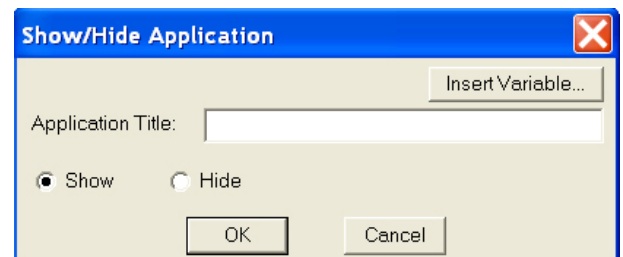 Show/Hide Application
Insert Variable...
Application Title:
Show Hide
OK Cancel